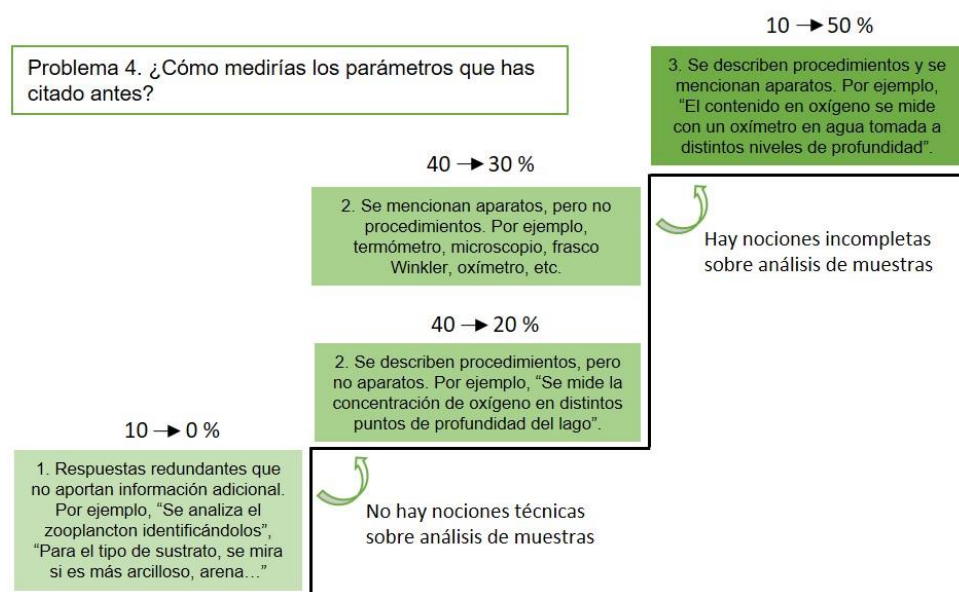 10 → 50 %
Problema 4. ¿Cómo medirías los parámetros que has
citado antes?
3. Se describen procedimientos y se
mencionan aparatos. Por ejemplo,
“El contenido en oxígeno se mide
con un oxímetro en agua tomada a
distintos niveles de profundidad”.
40 → 30 %
2. Se mencionan aparatos, pero no
procedimientos. Por ejemplo,
termómetro, microscopio, frasco
Winkler, oxímetro, etc.
Hay nociones incompletas
sobre análisis de muestras
40 → 20 %
2. Se describen procedimientos, pero
no aparatos. Por ejemplo, “Se mide la
concentración de oxígeno en distintos
puntos de profundidad del lago”.
10 → 0 %
1. Respuestas redundantes que
no aportan información adicional.
Por ejemplo, “Se analiza el
zooplancton identificándolos”,
“Para el tipo de sustrato, se mira
si es más arcilloso, arena…”
No hay nociones técnicas
sobre análisis de muestras